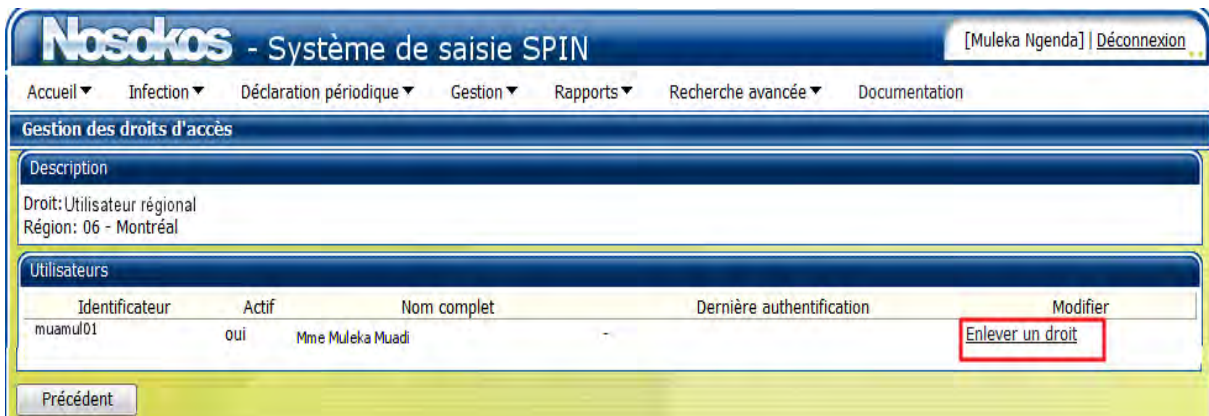 Nosokos - Système de saisie SPIN [Muleka Ngenda] | Déconnexion
Accueil Infection Déclaration périodique Gestion Rapports Recherche avancée Documentation
Gestion des droits d'accès
Description
Droit: Utilisateur régional
Région: 06 - Montréal
Utilisateurs
Identificateur Actif Nom complet Dernière authentification Modifier
muamul01 oui Mme Muleka Muadi - Enlever un droit
Précédent